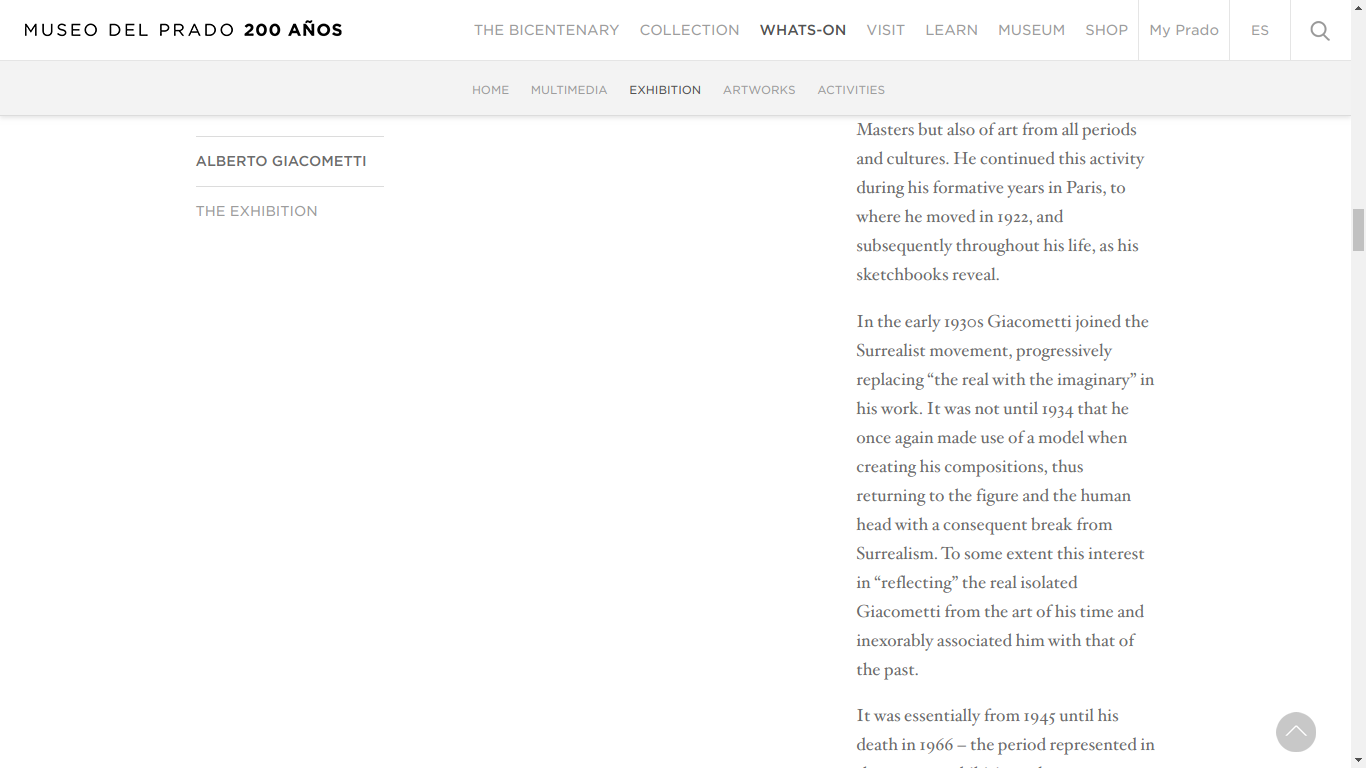 MUSEO DEL PRADO 200 AÑOS
THE BICENTENARY COLLECTION WHATS-ON VISIT LEARN MUSEUM SHOP My Prado ES
HOME MULTIMEDIA EXHIBITION ARTWORKS ACTIVITIES
ALBERTO GIACOMETTI
THE EXHIBITION
Masters but also of art from all periods
and cultures. He continued this activity
during his formative years in Paris, to
where he moved in 1922, and
subsequently throughout his life, as his
sketchbooks reveal.
In the early 1930s Giacometti joined the
Surrealist movement, progressively
replacing “the real with the imaginary” in
his work. It was not until 1934 that he
once again made use of a model when
creating his compositions, thus
returning to the figure and the human
head with a consequent break from
Surrealism. To some extent this interest
in “reflecting” the real isolated
Giacometti from the art of his time and
inexorably associated him with that of
the past.
It was essentially from 1945 until his
death in 1966 – the period represented in